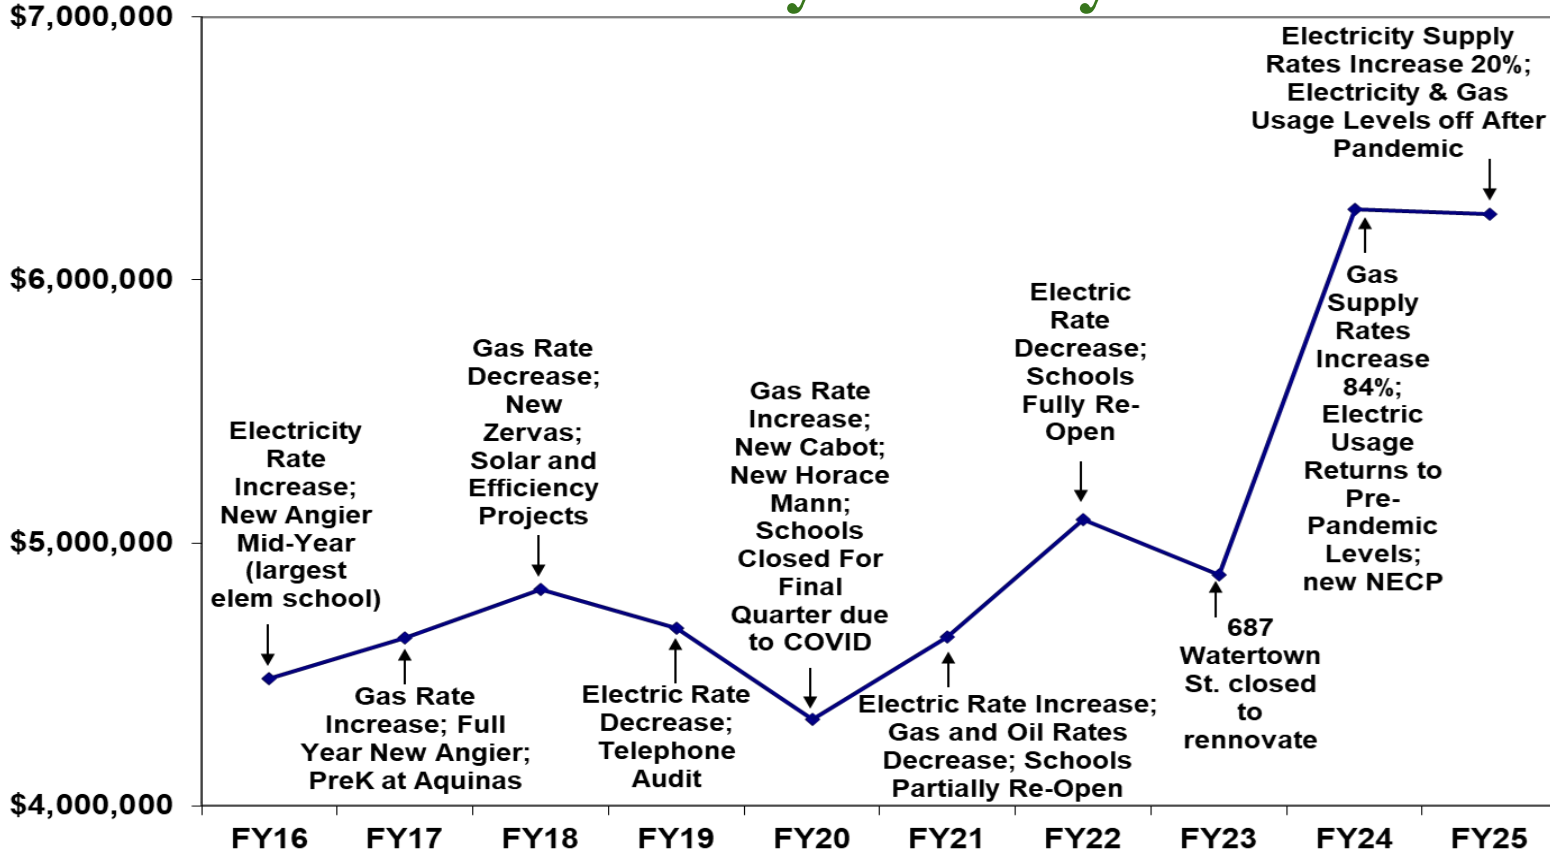 $7,000,000
$6,000,000
$5,000,000
$4,000,000
Electricity
Rate
Increase;
New Angier
Mid-Year
(largest
elem school)
Gas Rate
Increase; Full
Year New Angier;
PreK at Aquinas
Gas Rate
Decrease;
New
Zervas;
Solar and
Efficiency
Projects
Electric Rate
Decrease;
Telephone
Audit
Gas Rate
Increase;
New Cabot;
New Horace
Mann;
Schools
Closed For
Final
Quarter due
to COVID
Electric Rate Increase;
Gas and Oil Rates
Decrease; Schools
Partially Re-Open
Electric
Rate
Decrease;
Schools
Fully Re-
Open
687
Watertown
St. closed
to
rennovate
Gas
Supply
Rates
Increase
84%;
Electric
Usage
Returns to
Pre-
Pandemic
Levels;
new NECP
Electricity Supply
Rates Increase 20%;
Electricity & Gas
Usage Levels off After
Pandemic
FY16 FY17 FY18 FY19 FY20 FY21 FY22 FY23 FY24 FY25